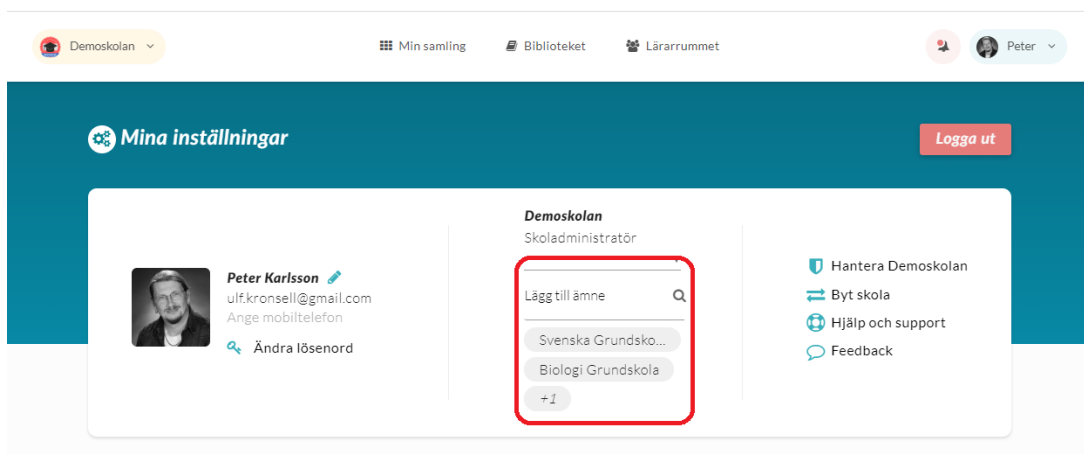 Demoskolan
Min samling
Biblioteket
Lärarrummet
Peter
Mina inställningar
Logga ut
Peter Karlsson
ulf.kronsell@gmail.com
Ange mobiltelefon
Ändra lösenord
Demoskolan
Skoladministratör
Lägg till ämne
Svenska Grundsko...
Biologi Grundskola
+1
Hantera Demoskolan
Byt skola
Hjälp och support
Feedback